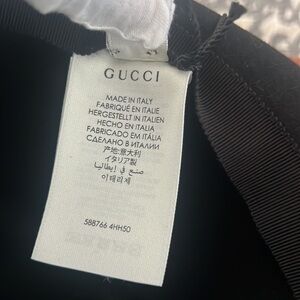 GUCCI
MADE IN ITALY
FABRIQUÉ EN ITALIE
HERGESTELLT IN ITALIEN
HECHO EN ITALIA
FABRICADO EM ITÁLIA
СДЕЛАНО В ИТАЛИИ
产地:意大利
イタリア製
صنع في إيطاليا
이태리제
588766 4HH50